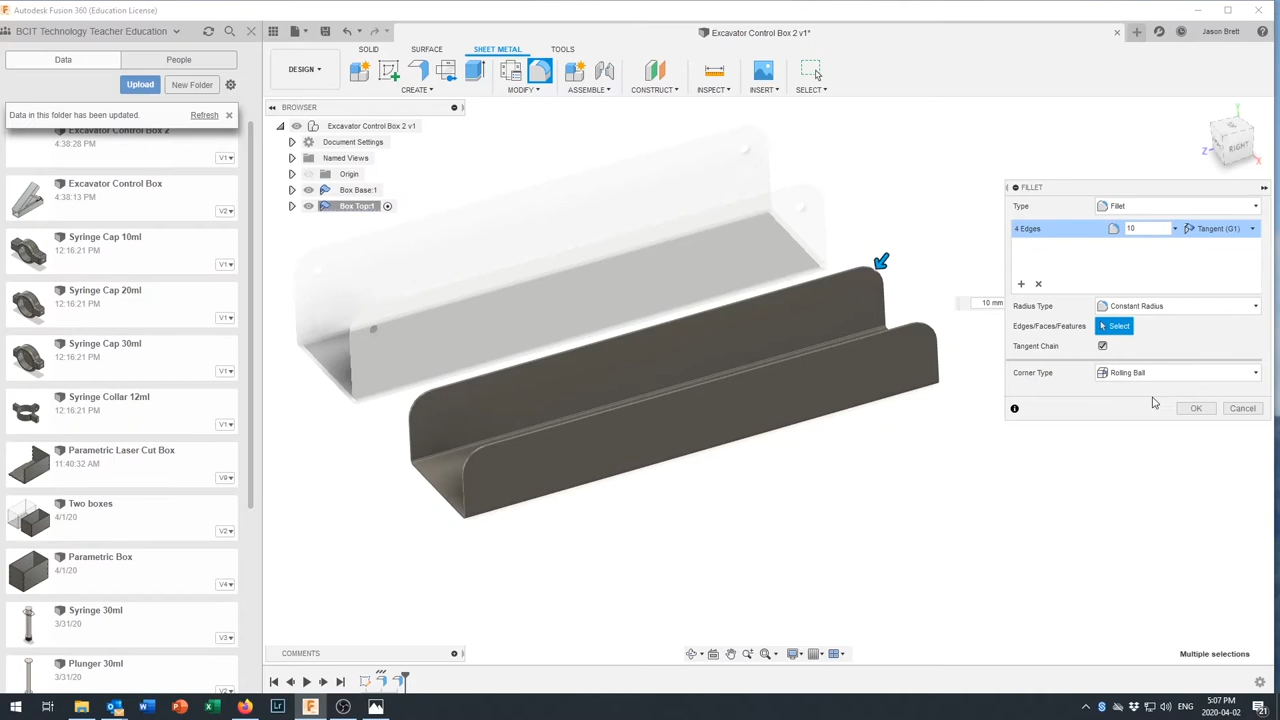 Autodesk Fusion 360 (Education License)
BCIT Technology Teacher Education
Excavator Control Box 2 v1*
Jason Brett
Data
People
Upload
New Folder
Data in this folder has been updated.
Refresh
Excavator Control Box 2
4:38:28 PM
V1
Excavator Control Box
4:38:13 PM
V2
Syringe Cap 10ml
12:16:21 PM
V1
Syringe Cap 20ml
12:16:21 PM
V1
Syringe Cap 30ml
12:16:21 PM
V1
Syringe Collar 12ml
12:16:21 PM
V1
Parametric Laser Cut Box
11:40:32 AM
V9
Two boxes
4/1/20
V2
Parametric Box
4/1/20
V4
Syringe 30ml
3/31/20
V3
Plunger 30ml
3/31/20
DESIGN
SOLID
SURFACE
SHEET METAL
TOOLS
CREATE
MODIFY
ASSEMBLE
CONSTRUCT
INSPECT
INSERT
SELECT
BROWSER
Excavator Control Box 2 v1
Document Settings
Named Views
Origin
Box Base:1
Box Top:1
RIGHT
Z
Y
X
FILLET
Type
Fillet
4 Edges
10
Tangent (G1)
10 mm
Radius Type
Constant Radius
Edges/Faces/Features
Select
Tangent Chain
Corner Type
Rolling Ball
OK
Cancel
COMMENTS
Multiple selections
ENG
5:07 PM
2020-04-02
21